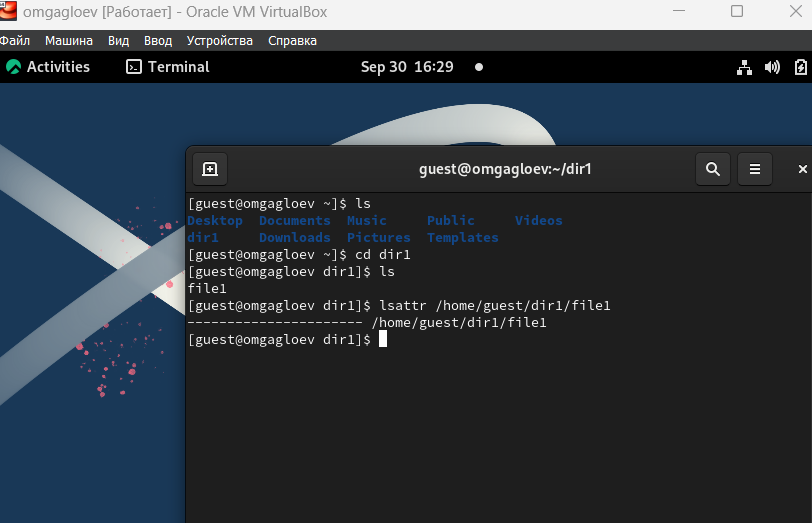 omgagloev [Работает] - Oracle VM VirtualBox
Файл Машина Вид Ввод Устройства Справка
Activities Terminal Sep 30 16:29
guest@omgagloev:~/dir1
[guest@omgagloev ~]$ ls
Desktop Documents Music Public Videos
dir1 Downloads Pictures Templates
[guest@omgagloev ~]$ cd dir1
[guest@omgagloev dir1]$ ls
file1
[guest@omgagloev dir1]$ lsattr /home/guest/dir1/file1
---------------------- /home/guest/dir1/file1
[guest@omgagloev dir1]$